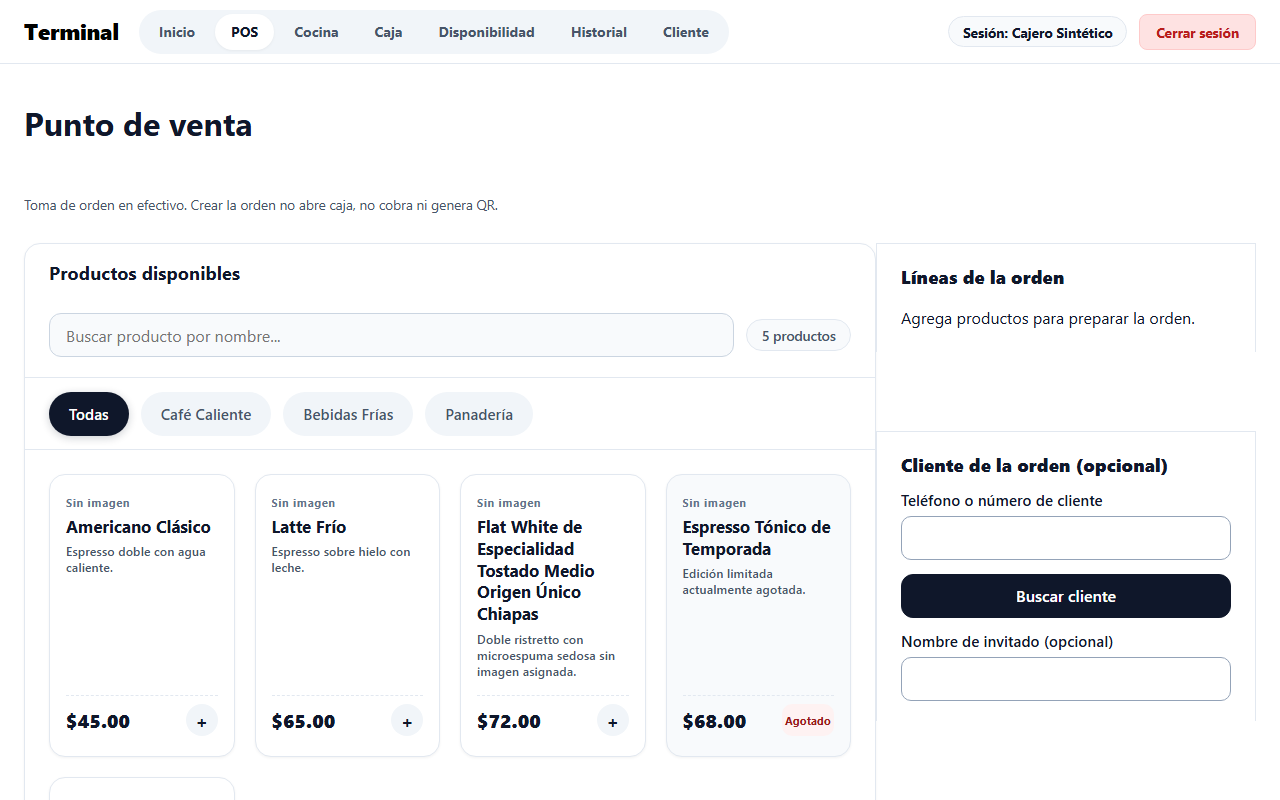 Terminal
Inicio
POS
Cocina
Caja
Disponibilidad
Historial
Cliente
Sesión: Cajero Sintético
Cerrar sesión
Punto de venta
Toma de orden en efectivo. Crear la orden no abre caja, no cobra ni genera QR.
Productos disponibles
Buscar producto por nombre...
5 productos
Todas
Café Caliente
Bebidas Frías
Panadería
Sin imagen
Americano Clásico
Espresso doble con agua
caliente.
$45.00
+
Sin imagen
Latte Frío
Espresso sobre hielo con
leche.
$65.00
+
Sin imagen
Flat White de
Especialidad
Tostado Medio
Origen Único
Chiapas
Doble ristretto con
microespuma sedosa sin
imagen asignada.
$72.00
+
Sin imagen
Espresso Tónico de
Temporada
Edición limitada
actualmente agotada.
$68.00
Agotado
Líneas de la orden
Agrega productos para preparar la orden.
Cliente de la orden (opcional)
Teléfono o número de cliente
Buscar cliente
Nombre de invitado (opcional)